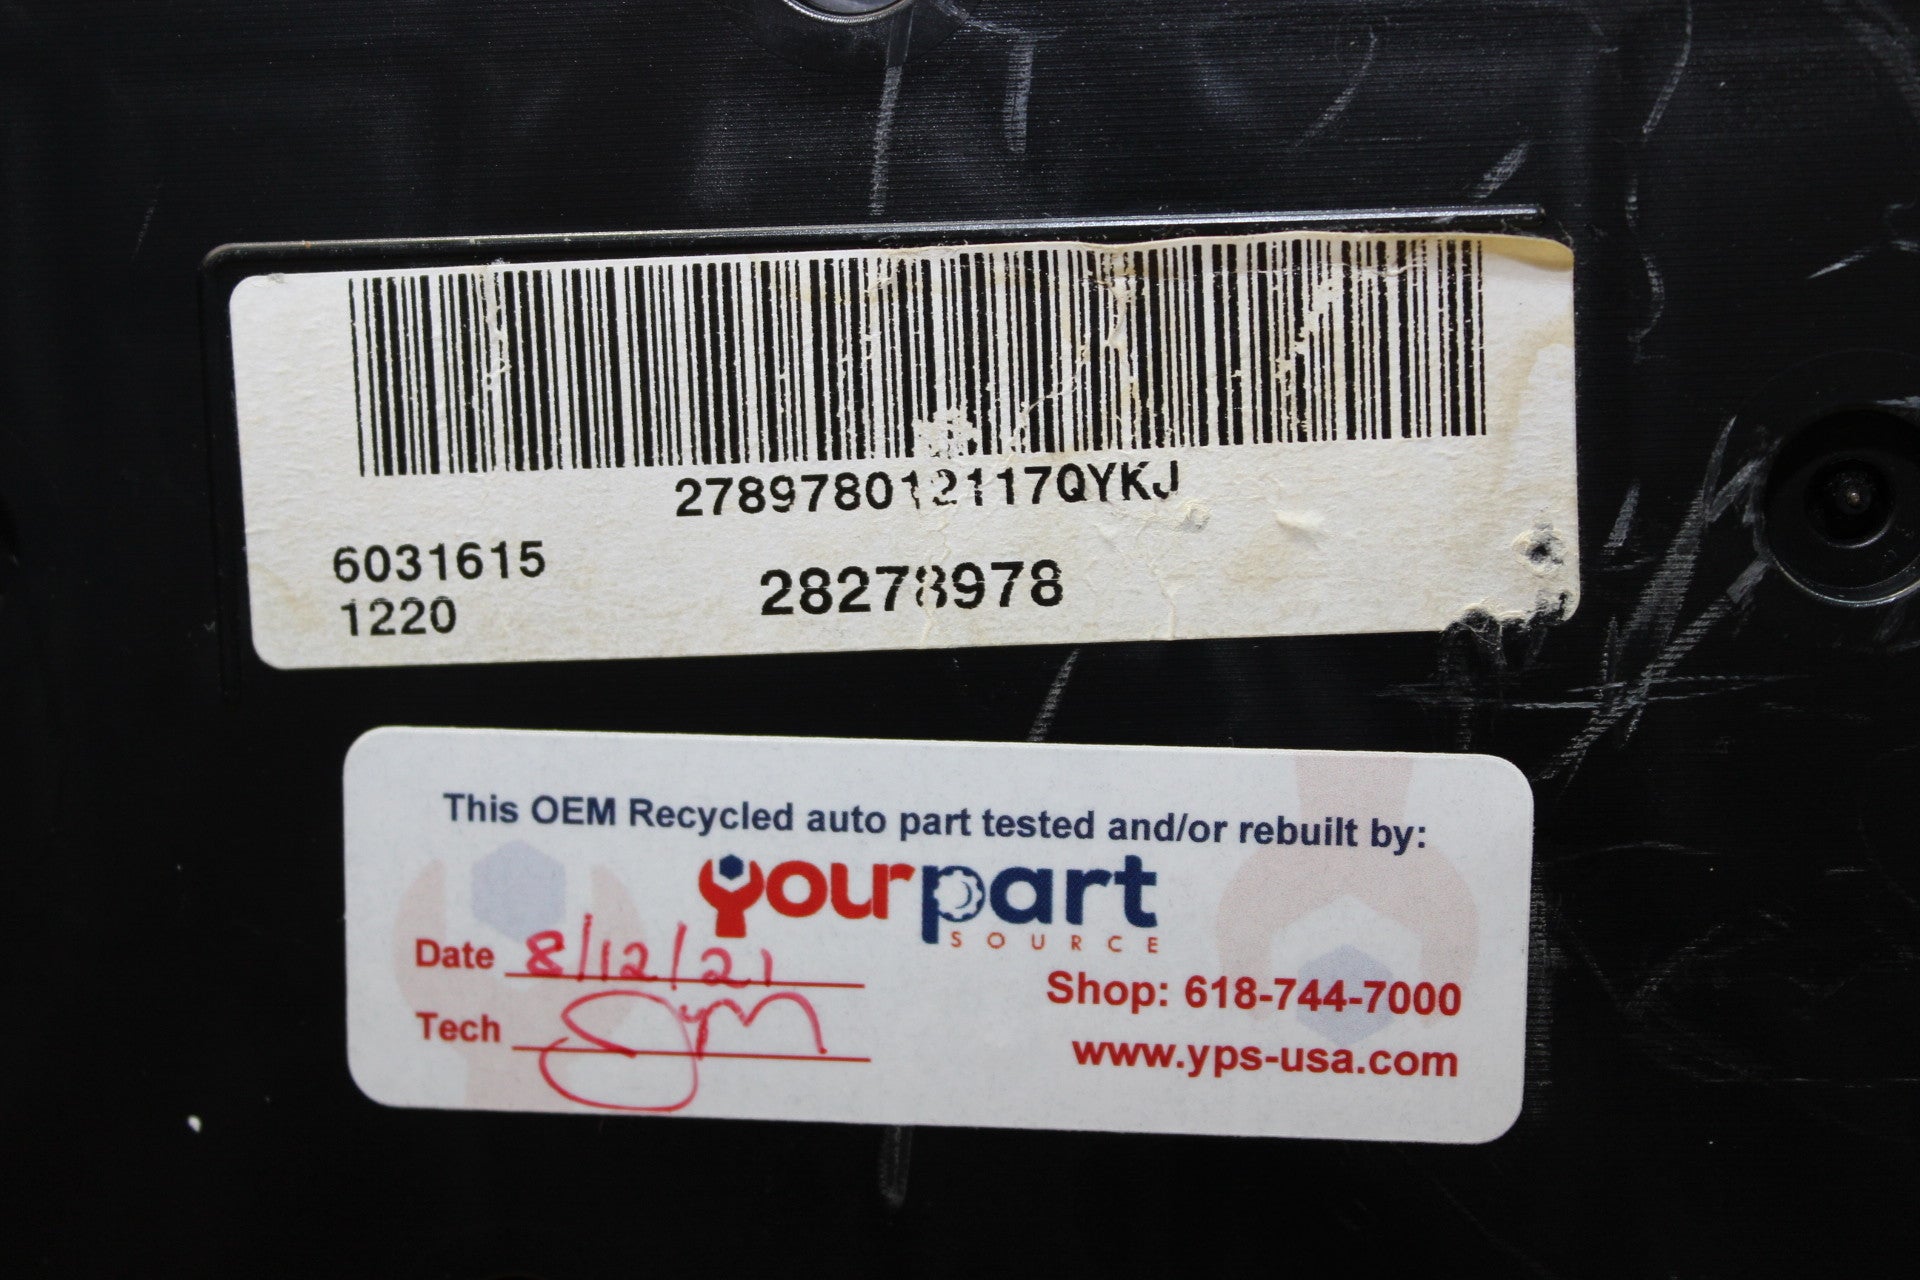 278978012117QYKJ
6031615
1220
28278978
This OEM Recycled auto part tested and/or rebuilt by:
yourpart
SOURCE
Date 8/12/21
Tech
Shop: 618-744-7000
www.yps-usa.com